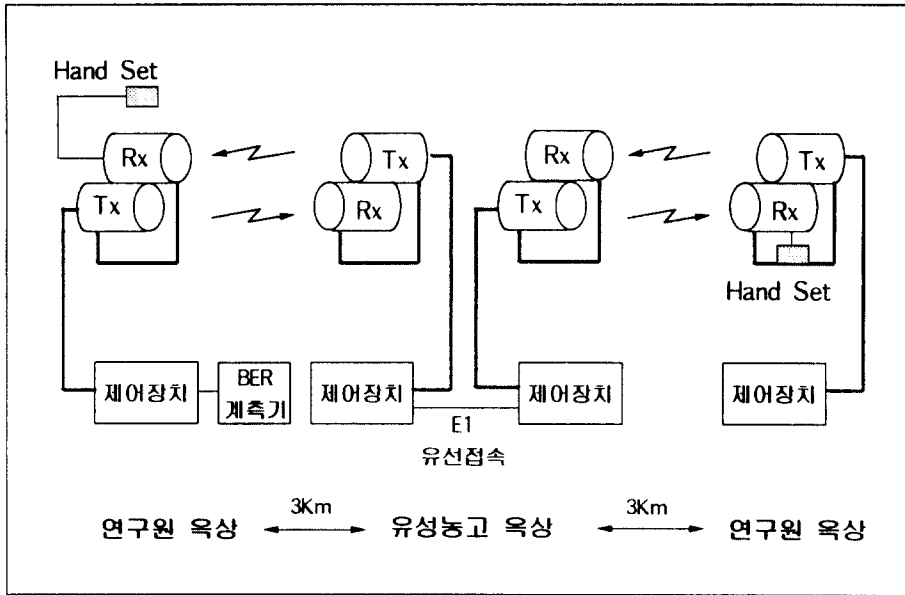 Hand Set
Rx
Tx
Tx
Rx
Rx
Tx
Tx
Rx
Hand Set
제어장치
BER
계측기
제어장치
E1
유선접속
제어장치
제어장치
연구원 옥상
3Km
유성농고 옥상
3Km
연구원 옥상